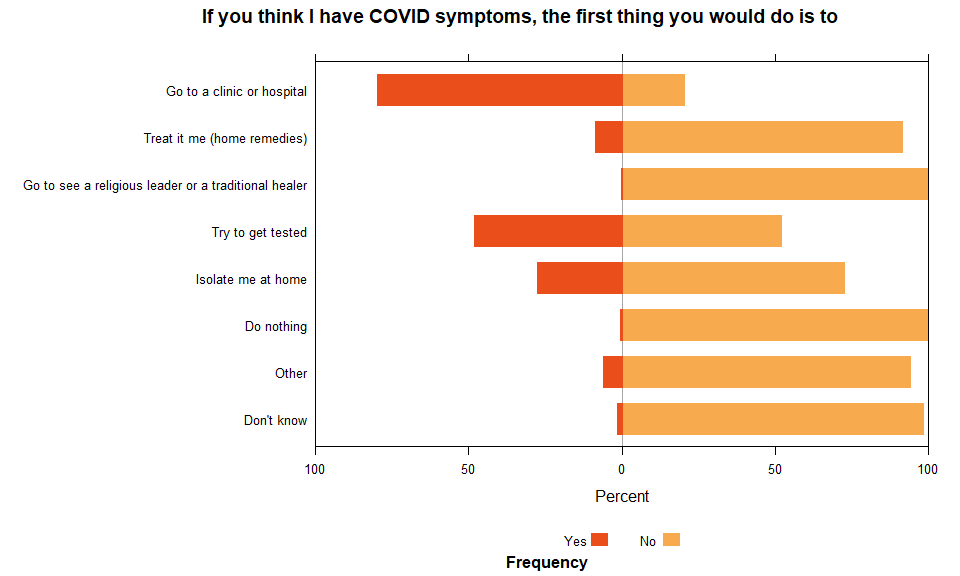 If you think I have COVID symptoms, the first thing you would do is to
Go to a clinic or hospital
Treat it me (home remedies)
Go to see a religious leader or a traditional healer
Try to get tested
Isolate me at home
Do nothing
Other
Don't know
100 50 0 50 100
Percent
Yes No
Frequency